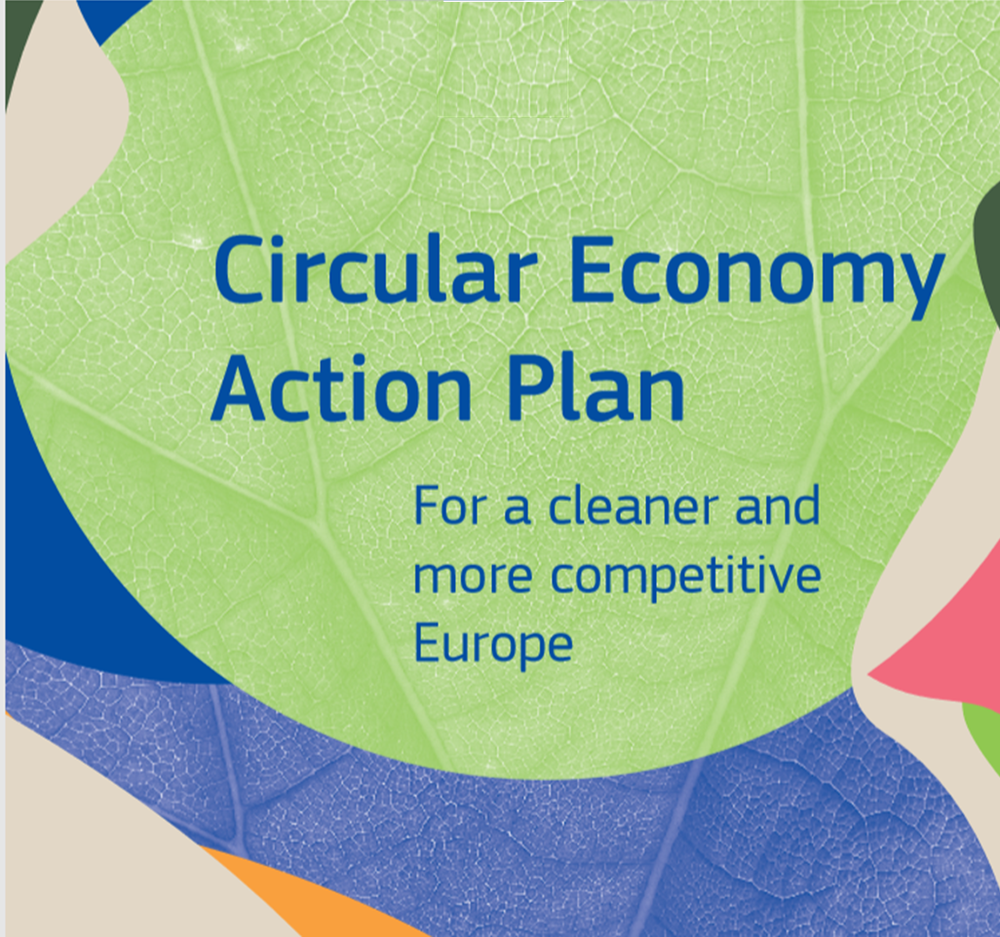 Circular Economy
Action Plan
For a cleaner and
more competitive
Europe